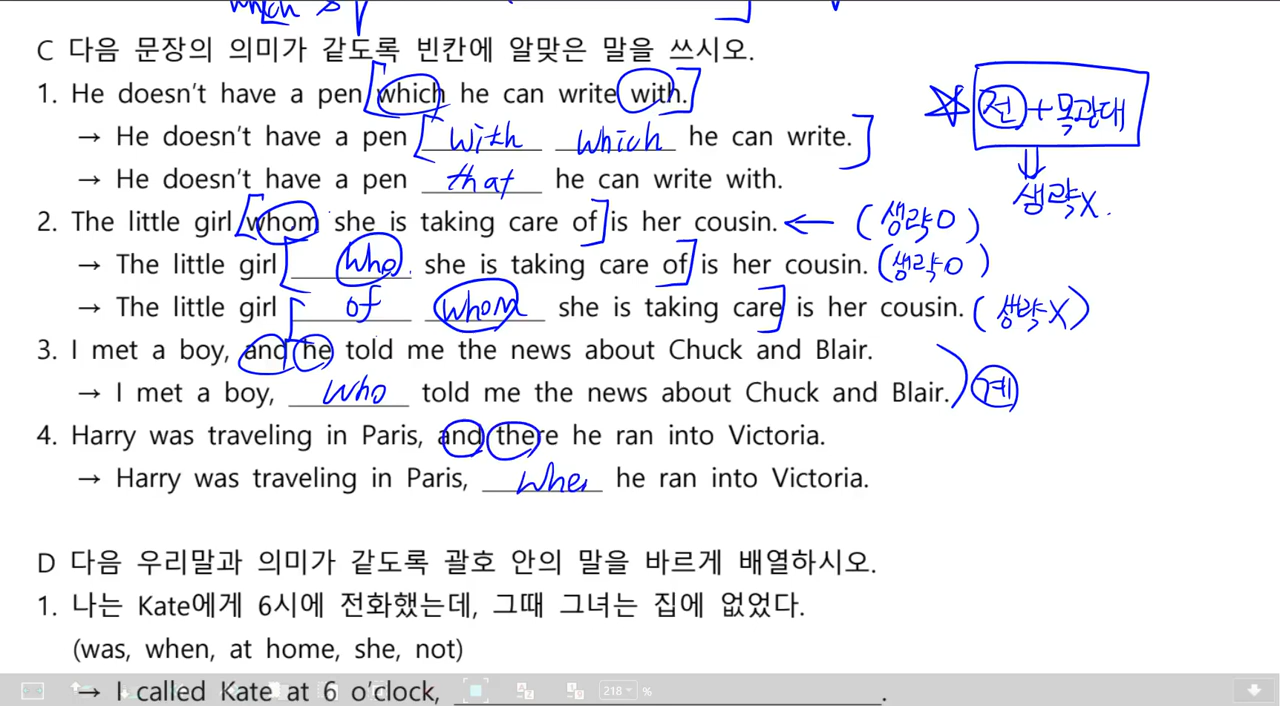 which
C 다음 문장의 의미가 같도록 빈칸에 알맞은 말을 쓰시오.
1. He doesn't have a pen [which he can write with.]
→ He doesn't have a pen [with which he can write.]
→ He doesn't have a pen that he can write with.
전+목관대
생략X.
2. The little girl [whom she is taking care of] is her cousin. ← (생략O)
→ The little girl [who she is taking care of] is her cousin. (생략O)
→ The little girl [of whom she is taking care] is her cousin. (생략X)
3. I met a boy, and he told me the news about Chuck and Blair.
→ I met a boy, who told me the news about Chuck and Blair. 계
4. Harry was traveling in Paris, and there he ran into Victoria.
→ Harry was traveling in Paris, wher he ran into Victoria.
D 다음 우리말과 의미가 같도록 괄호 안의 말을 바르게 배열하시오.
1. 나는 Kate에게 6시에 전화했는데, 그때 그녀는 집에 없었다.
(was, when, at home, she, not)
→ I called Kate at 6 o'clock, ______.
218 %